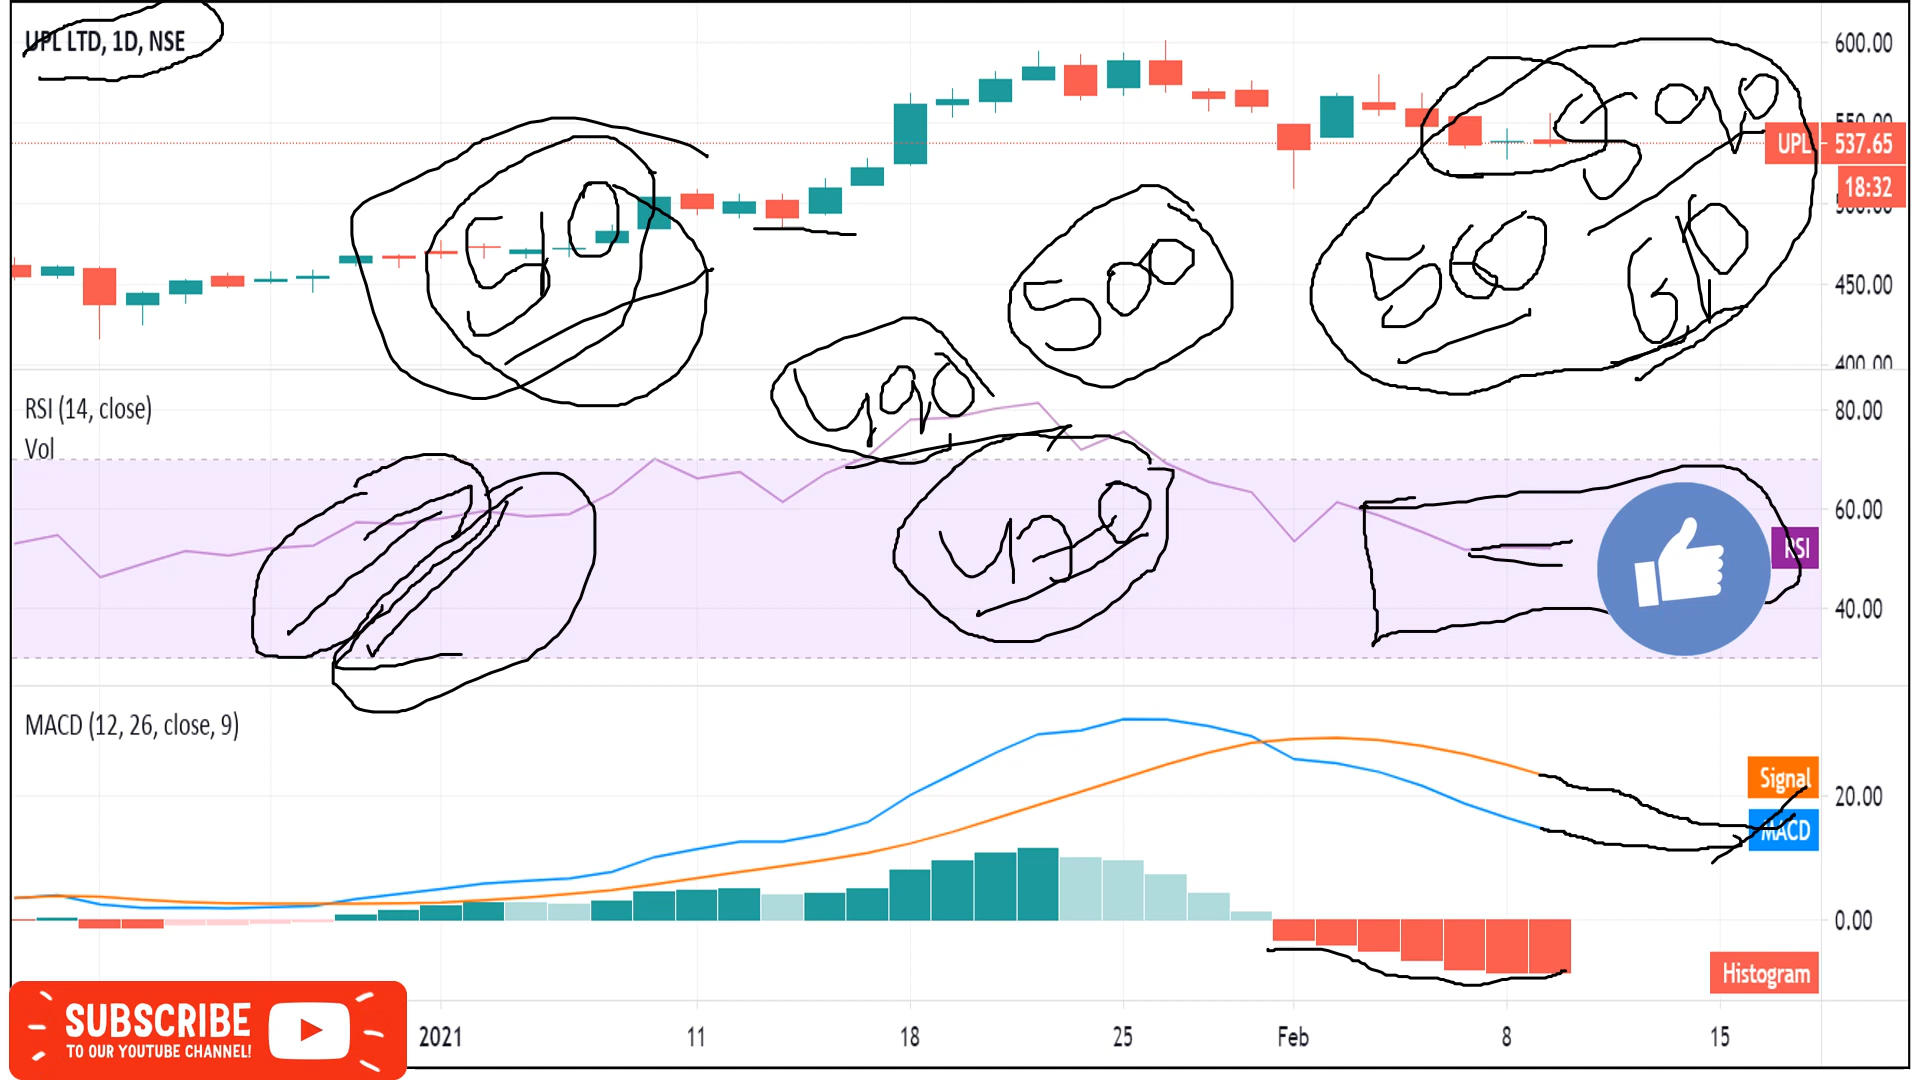 UPL LTD, 1D, NSE
600.00
UPL 537.65
18:32
510
500
560
610
450.00
400.00
490
RSI (14, close)
80.00
Vol
60.00
RSI
40.00
MACD (12, 26, close, 9)
Signal
20.00
MACD
0.00
Histogram
SUBSCRIBE
TO OUR YOUTUBE CHANNEL!
2021 11 18 25 Feb 8 15